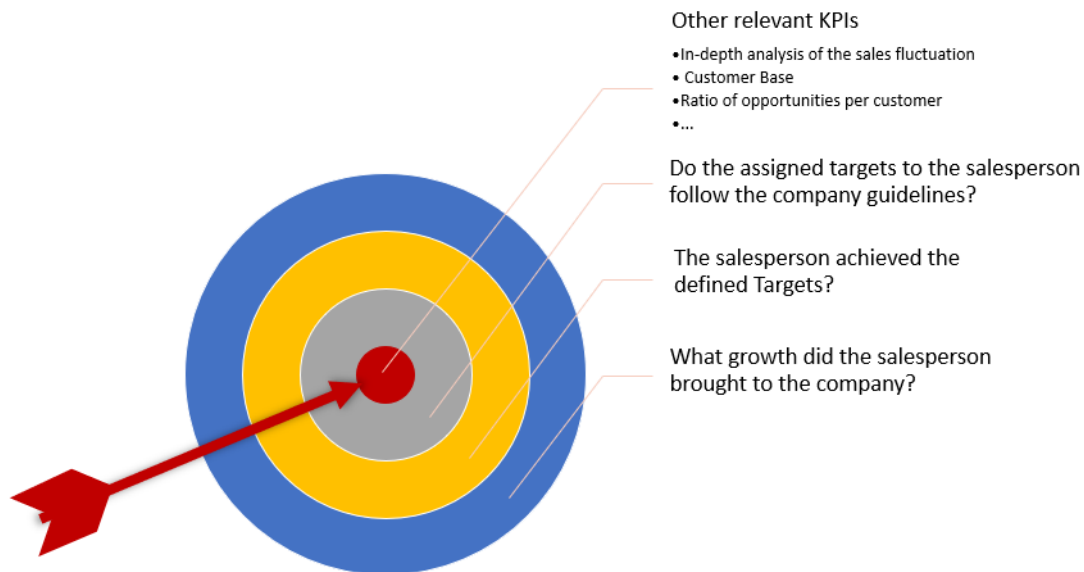 Other relevant KPIs
•In-depth analysis of the sales fluctuation
• Customer Base
•Ratio of opportunities per customer
•...
Do the assigned targets to the salesperson
follow the company guidelines?
The salesperson achieved the
defined Targets?
What growth did the salesperson
brought to the company?